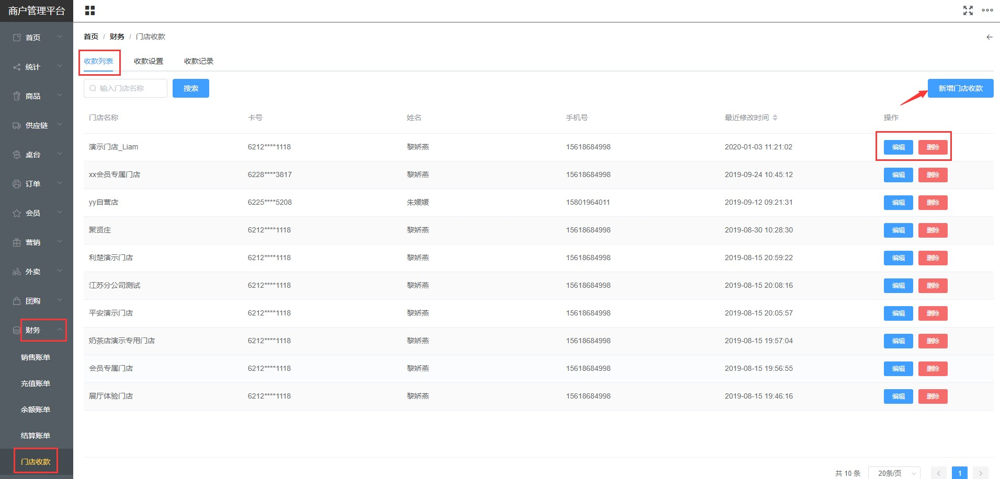 商户管理平台
首页
统计
商品
供应链
桌台
订单
会员
营销
外卖
团购
财务
销售账单
充值账单
余额账单
结算账单
门店收款
首页 / 财务 / 门店收款
收款列表 收款设置 收款记录
输入门店名称 搜索 新增门店收款
门店名称 卡号 姓名 手机号 最近修改时间 操作
演示门店_Liam 6212****1118 黎娇燕 15618684998 2020-01-03 11:21:02 编辑 删除
xx会员专属门店 6228****3817 黎娇燕 15618684998 2019-09-24 10:45:12 编辑 删除
yy自营店 6225****5208 朱媛媛 15801964011 2019-09-12 09:21:31 编辑 删除
聚贤庄 6212****1118 黎娇燕 15618684998 2019-08-30 10:28:30 编辑 删除
利楚演示门店 6212****1118 黎娇燕 15618684998 2019-08-15 20:59:22 编辑 删除
江苏分公司测试 6212****1118 黎娇燕 15618684998 2019-08-15 20:08:16 编辑 删除
平安演示门店 6212****1118 黎娇燕 15618684998 2019-08-15 20:05:57 编辑 删除
奶茶店演示专用门店 6212****1118 黎娇燕 15618684998 2019-08-15 19:57:04 编辑 删除
会员专属门店 6212****1118 黎娇燕 15618684998 2019-08-15 19:56:55 编辑 删除
展厅体验门店 6212****1118 黎娇燕 15618684998 2019-08-15 19:46:16 编辑 删除
共 10 条 20条/页 1